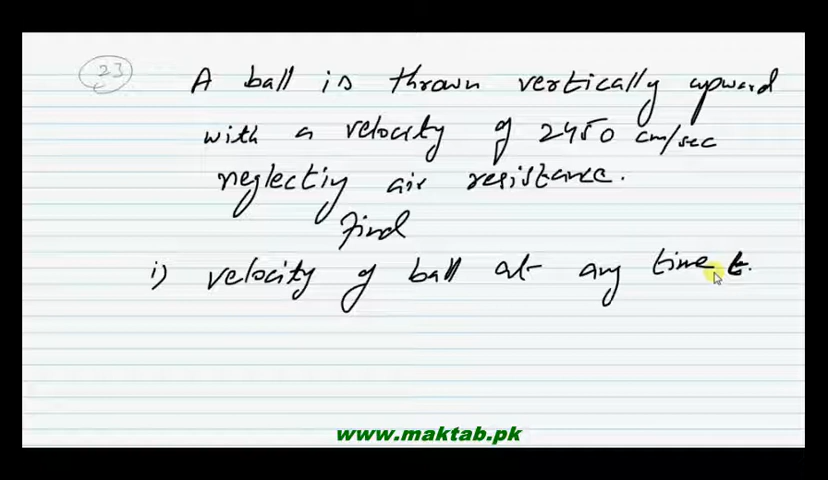 23
A ball is thrown vertically upward
with a velocity of 2450 cm/sec
neglecting air resistance.
Find
i) velocity of ball at any time t.
www.maktab.pk